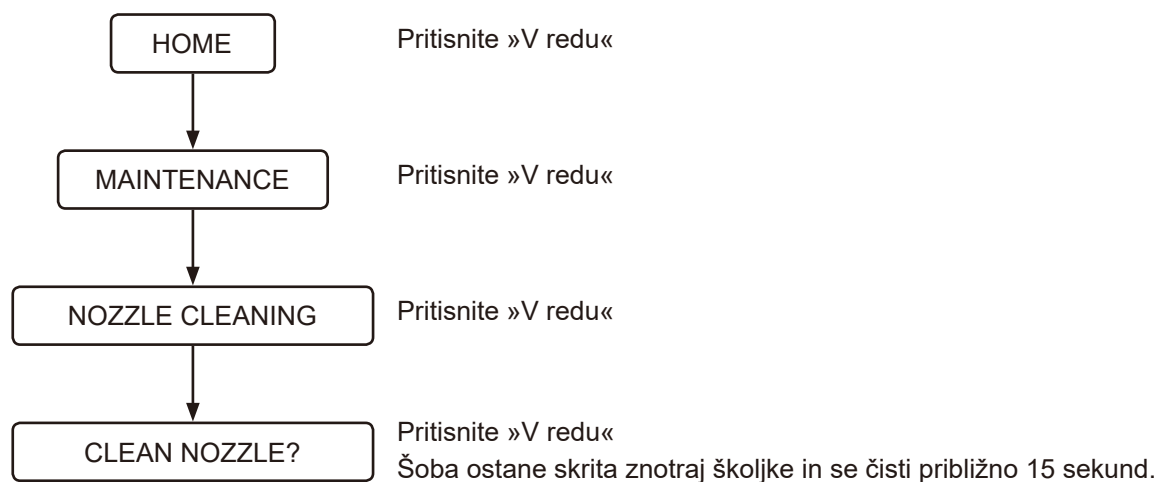 HOME
Pritisnite »V redu«
MAINTENANCE
Pritisnite »V redu«
NOZZLE CLEANING
Pritisnite »V redu«
CLEAN NOZZLE?
Pritisnite »V redu«
Šoba ostane skrita znotraj školjke in se čisti približno 15 sekund.